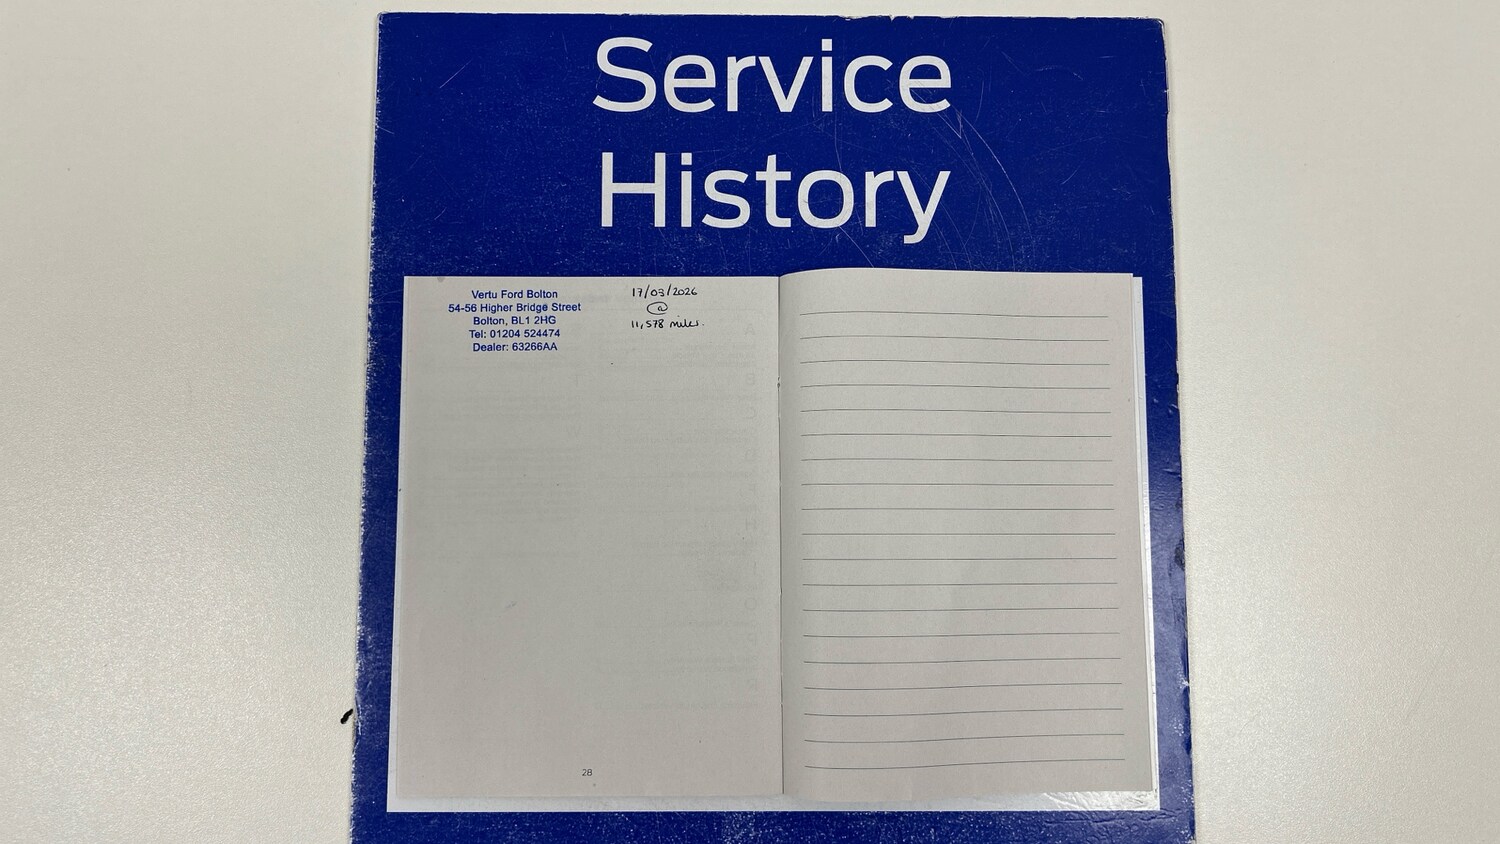 Service
History
Vertu Ford Bolton
54-56 Higher Bridge Street
Bolton, BL1 2HG
Tel: 01204 524474
Dealer: 63266AA
17/03/2026
@
11,578 miles.
28